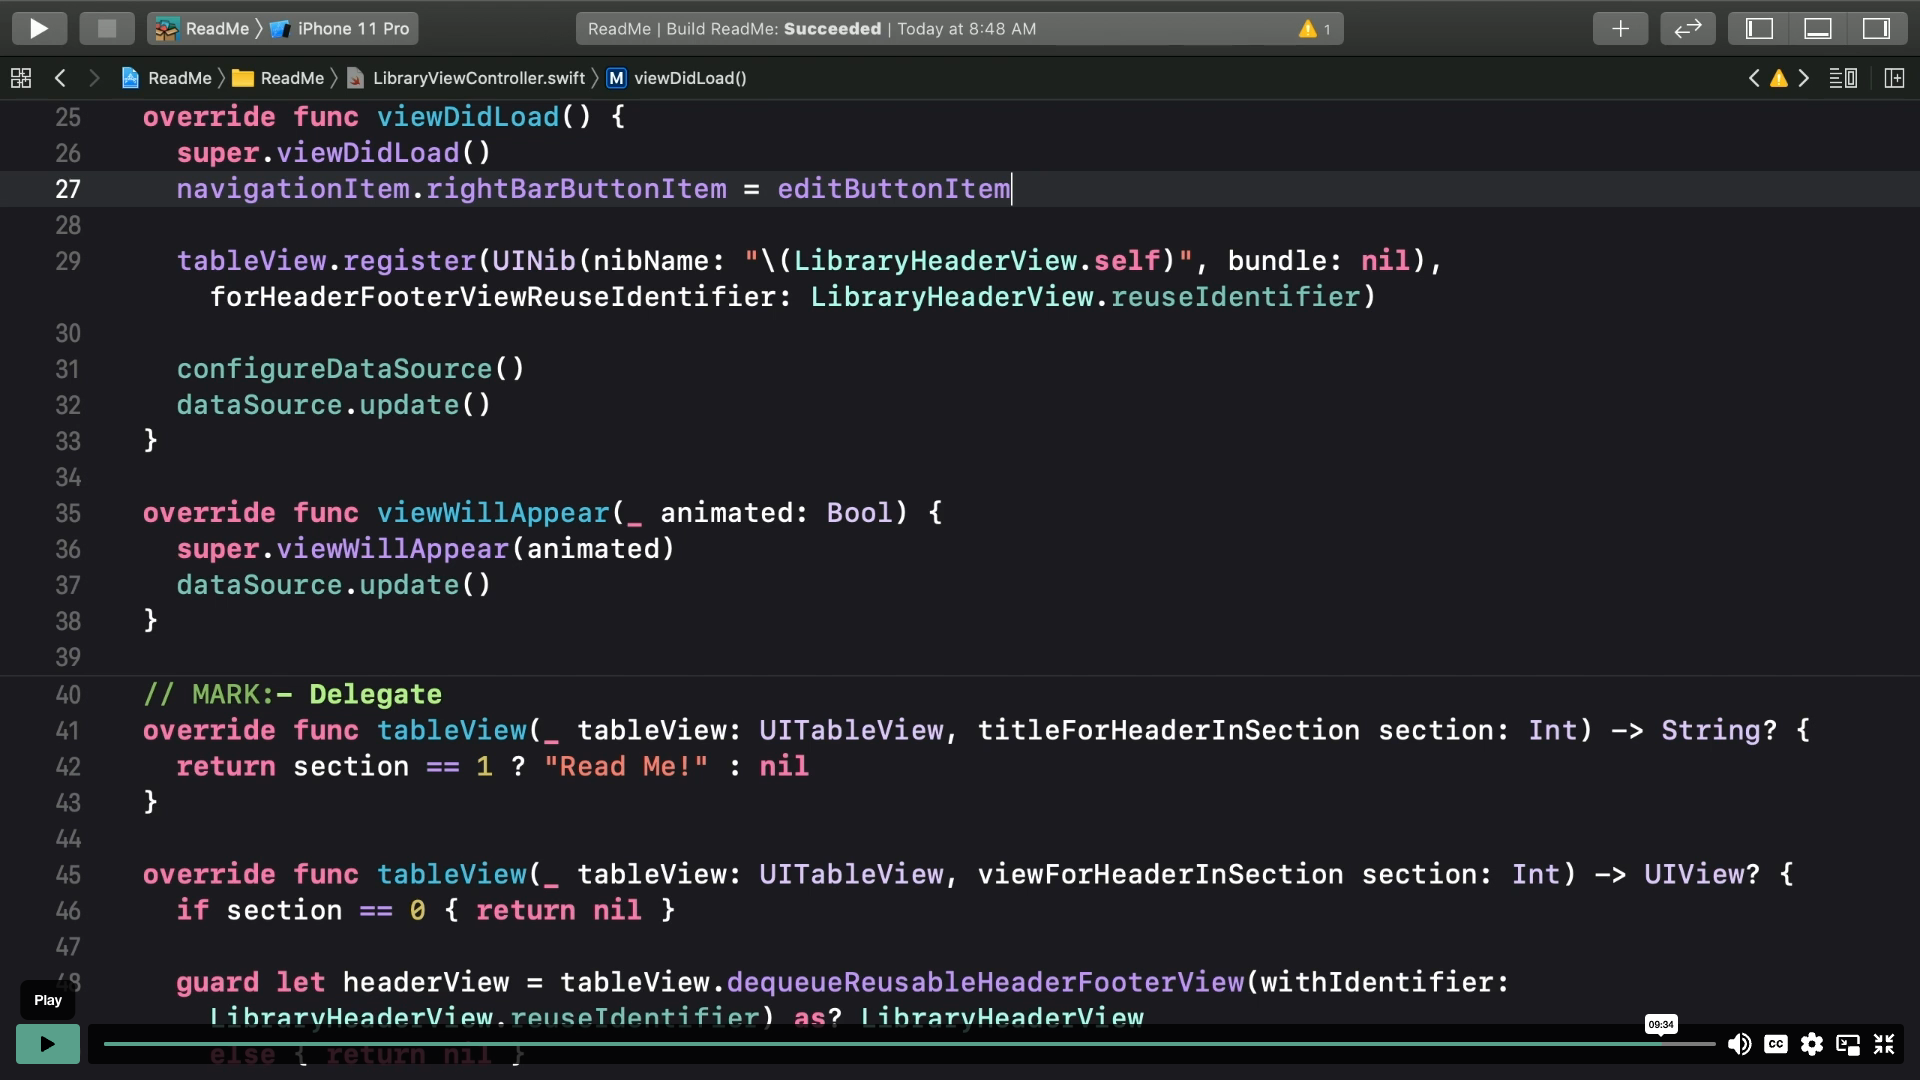 ReadMe iPhone 11 Pro ReadMe | Build ReadMe: Succeeded | Today at 8:48 AM 1
ReadMe ReadMe LibraryViewController.swift M viewDidLoad()
25 override func viewDidLoad() {
26 super.viewDidLoad()
27 navigationItem.rightBarButtonItem = editButtonItem
28
29 tableView.register(UINib(nibName: "\(LibraryHeaderView.self)", bundle: nil),
forHeaderFooterViewReuseIdentifier: LibraryHeaderView.reuseIdentifier)
30
31 configureDataSource()
32 dataSource.update()
33 }
34
35 override func viewWillAppear(_ animated: Bool) {
36 super.viewWillAppear(animated)
37 dataSource.update()
38 }
39
40 // MARK:- Delegate
41 override func tableView(_ tableView: UITableView, titleForHeaderInSection section: Int) -> String? {
42 return section == 1 ? "Read Me!" : nil
43 }
44
45 override func tableView(_ tableView: UITableView, viewForHeaderInSection section: Int) -> UIView? {
46 if section == 0 { return nil }
47
48 guard let headerView = tableView.dequeueReusableHeaderFooterView(withIdentifier:
Play
LibraryHeaderView.reuseIdentifier) as? LibraryHeaderView
09:34
else { return nil }
CC